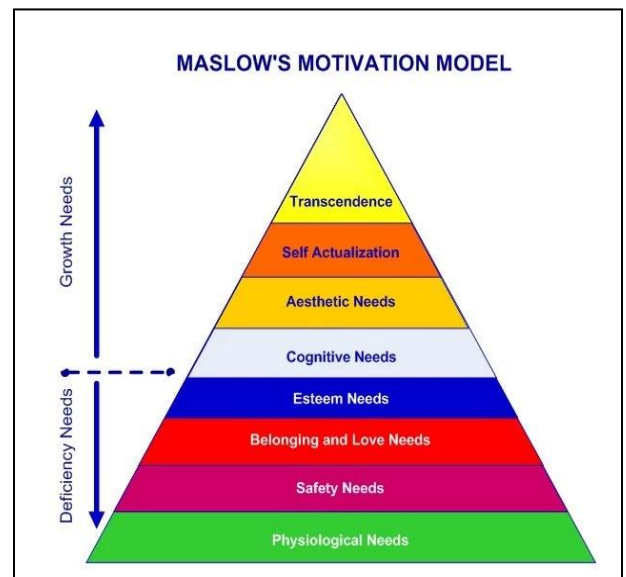 MASLOW'S MOTIVATION MODEL
Growth Needs
Deficiency Needs
Transcendence
Self Actualization
Aesthetic Needs
Cognitive Needs
Esteem Needs
Belonging and Love Needs
Safety Needs
Physiological Needs